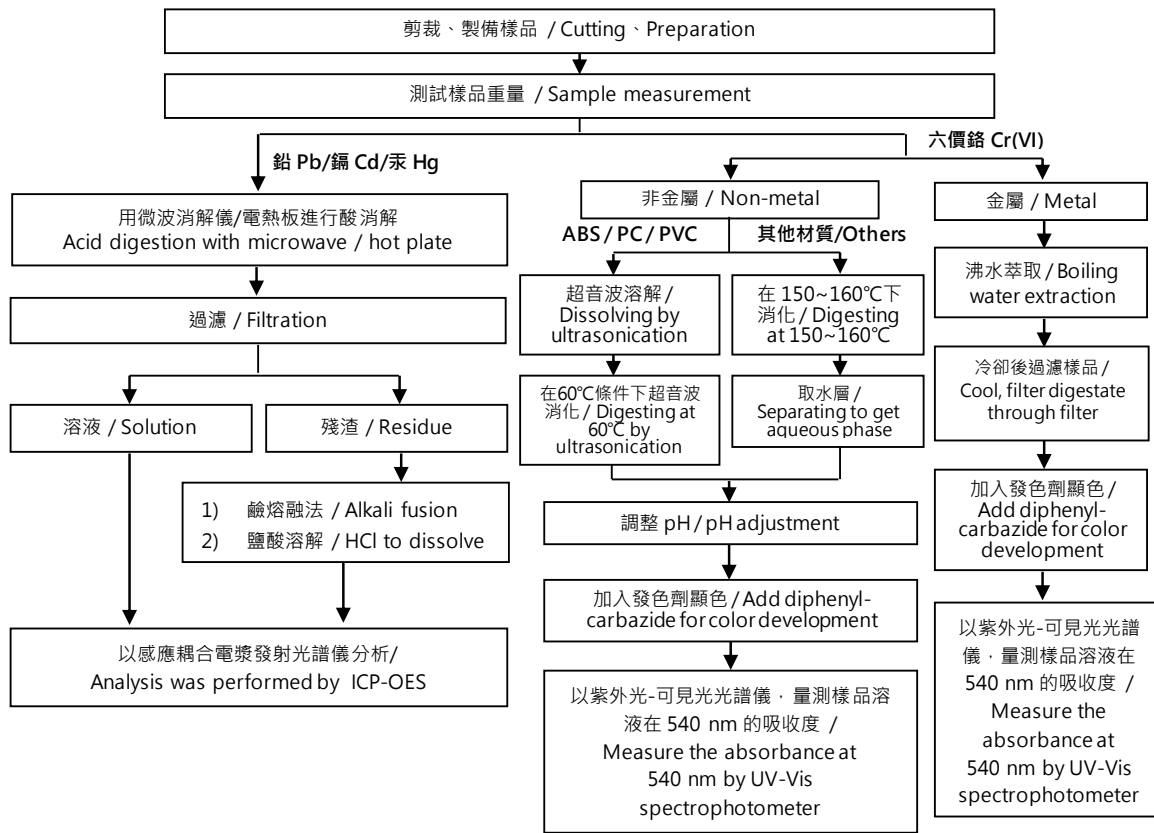 剪裁、製備樣品 / Cutting、Preparation
測試樣品重量 / Sample measurement
鉛 Pb/鎘 Cd/汞 Hg
用微波消解儀/電熱板進行酸消解
Acid digestion with microwave / hot plate
過濾 / Filtration
溶液 / Solution
殘渣 / Residue
1) 鹼熔融法 / Alkali fusion
2) 鹽酸溶解 / HCl to dissolve
以感應耦合電漿發射光譜儀分析/
Analysis was performed by ICP-OES
六價鉻 Cr(VI)
非金屬 / Non-metal
ABS / PC / PVC
超音波溶解 /
Dissolving by
ultrasonication
在60℃條件下超音波
消化 / Digesting at
60℃ by
ultrasonication
其他材質/Others
在 150~160℃下
消化 / Digesting
at 150~160℃
取水層 /
Separating to get
aqueous phase
調整 pH / pH adjustment
加入發色劑顯色 / Add diphenyl-
carbazide for color development
以紫外光-可見光光譜儀，量測樣品溶
液在 540 nm 的吸收度 /
Measure the absorbance at
540 nm by UV-Vis
spectrophotometer
金屬 / Metal
沸水萃取 / Boiling
water extraction
冷卻後過濾樣品 /
Cool, filter digestate
through filter
加入發色劑顯色 /
Add diphenyl-
carbazide for color
development
以紫外光-可見光光譜
儀，量測樣品溶液在
540 nm 的吸收度 /
Measure the
absorbance at
540 nm by UV-Vis
spectrophotometer